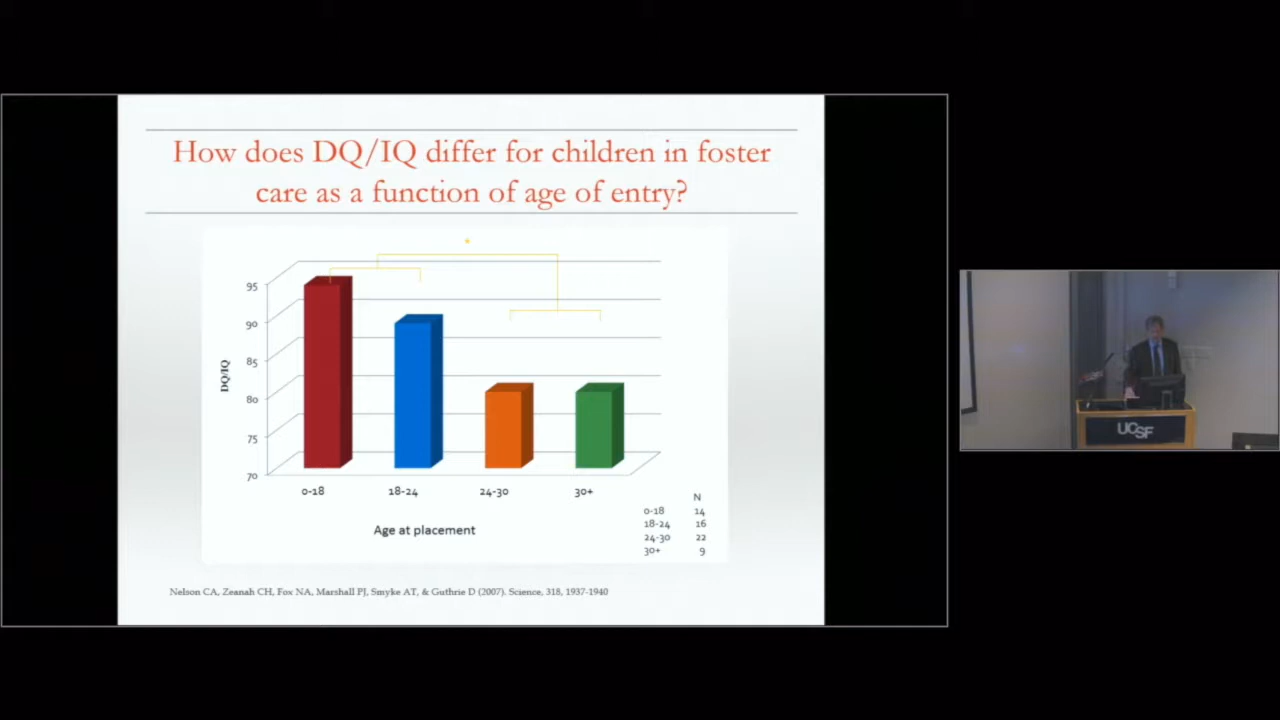 How does DQ/IQ differ for children in foster
care as a function of age of entry?
*
95
90
85
80
75
70
DQ/IQ
0-18
18-24
24-30
30+
Age at placement
N
0-18 14
18-24 16
24-30 22
30+ 9
Nelson CA, Zeanah CH, Fox NA, Marshall PJ, Smyke AT, & Guthrie D (2007). Science, 318, 1937-1940
UCSF